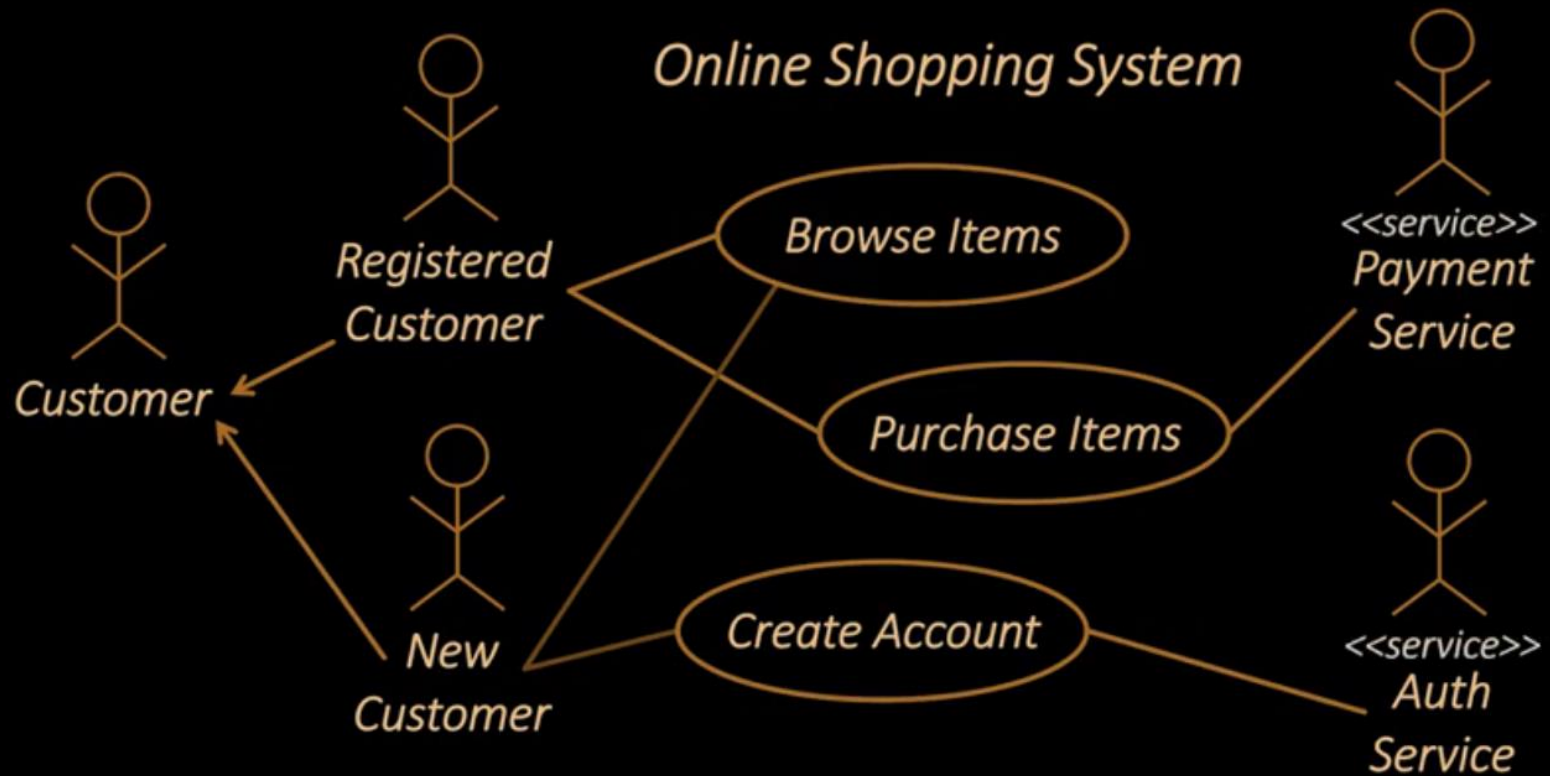 Online Shopping System
Customer
Registered
Customer
New
Customer
Browse Items
Purchase Items
Create Account
<<service>>
Payment
Service
<<service>>
Auth
Service